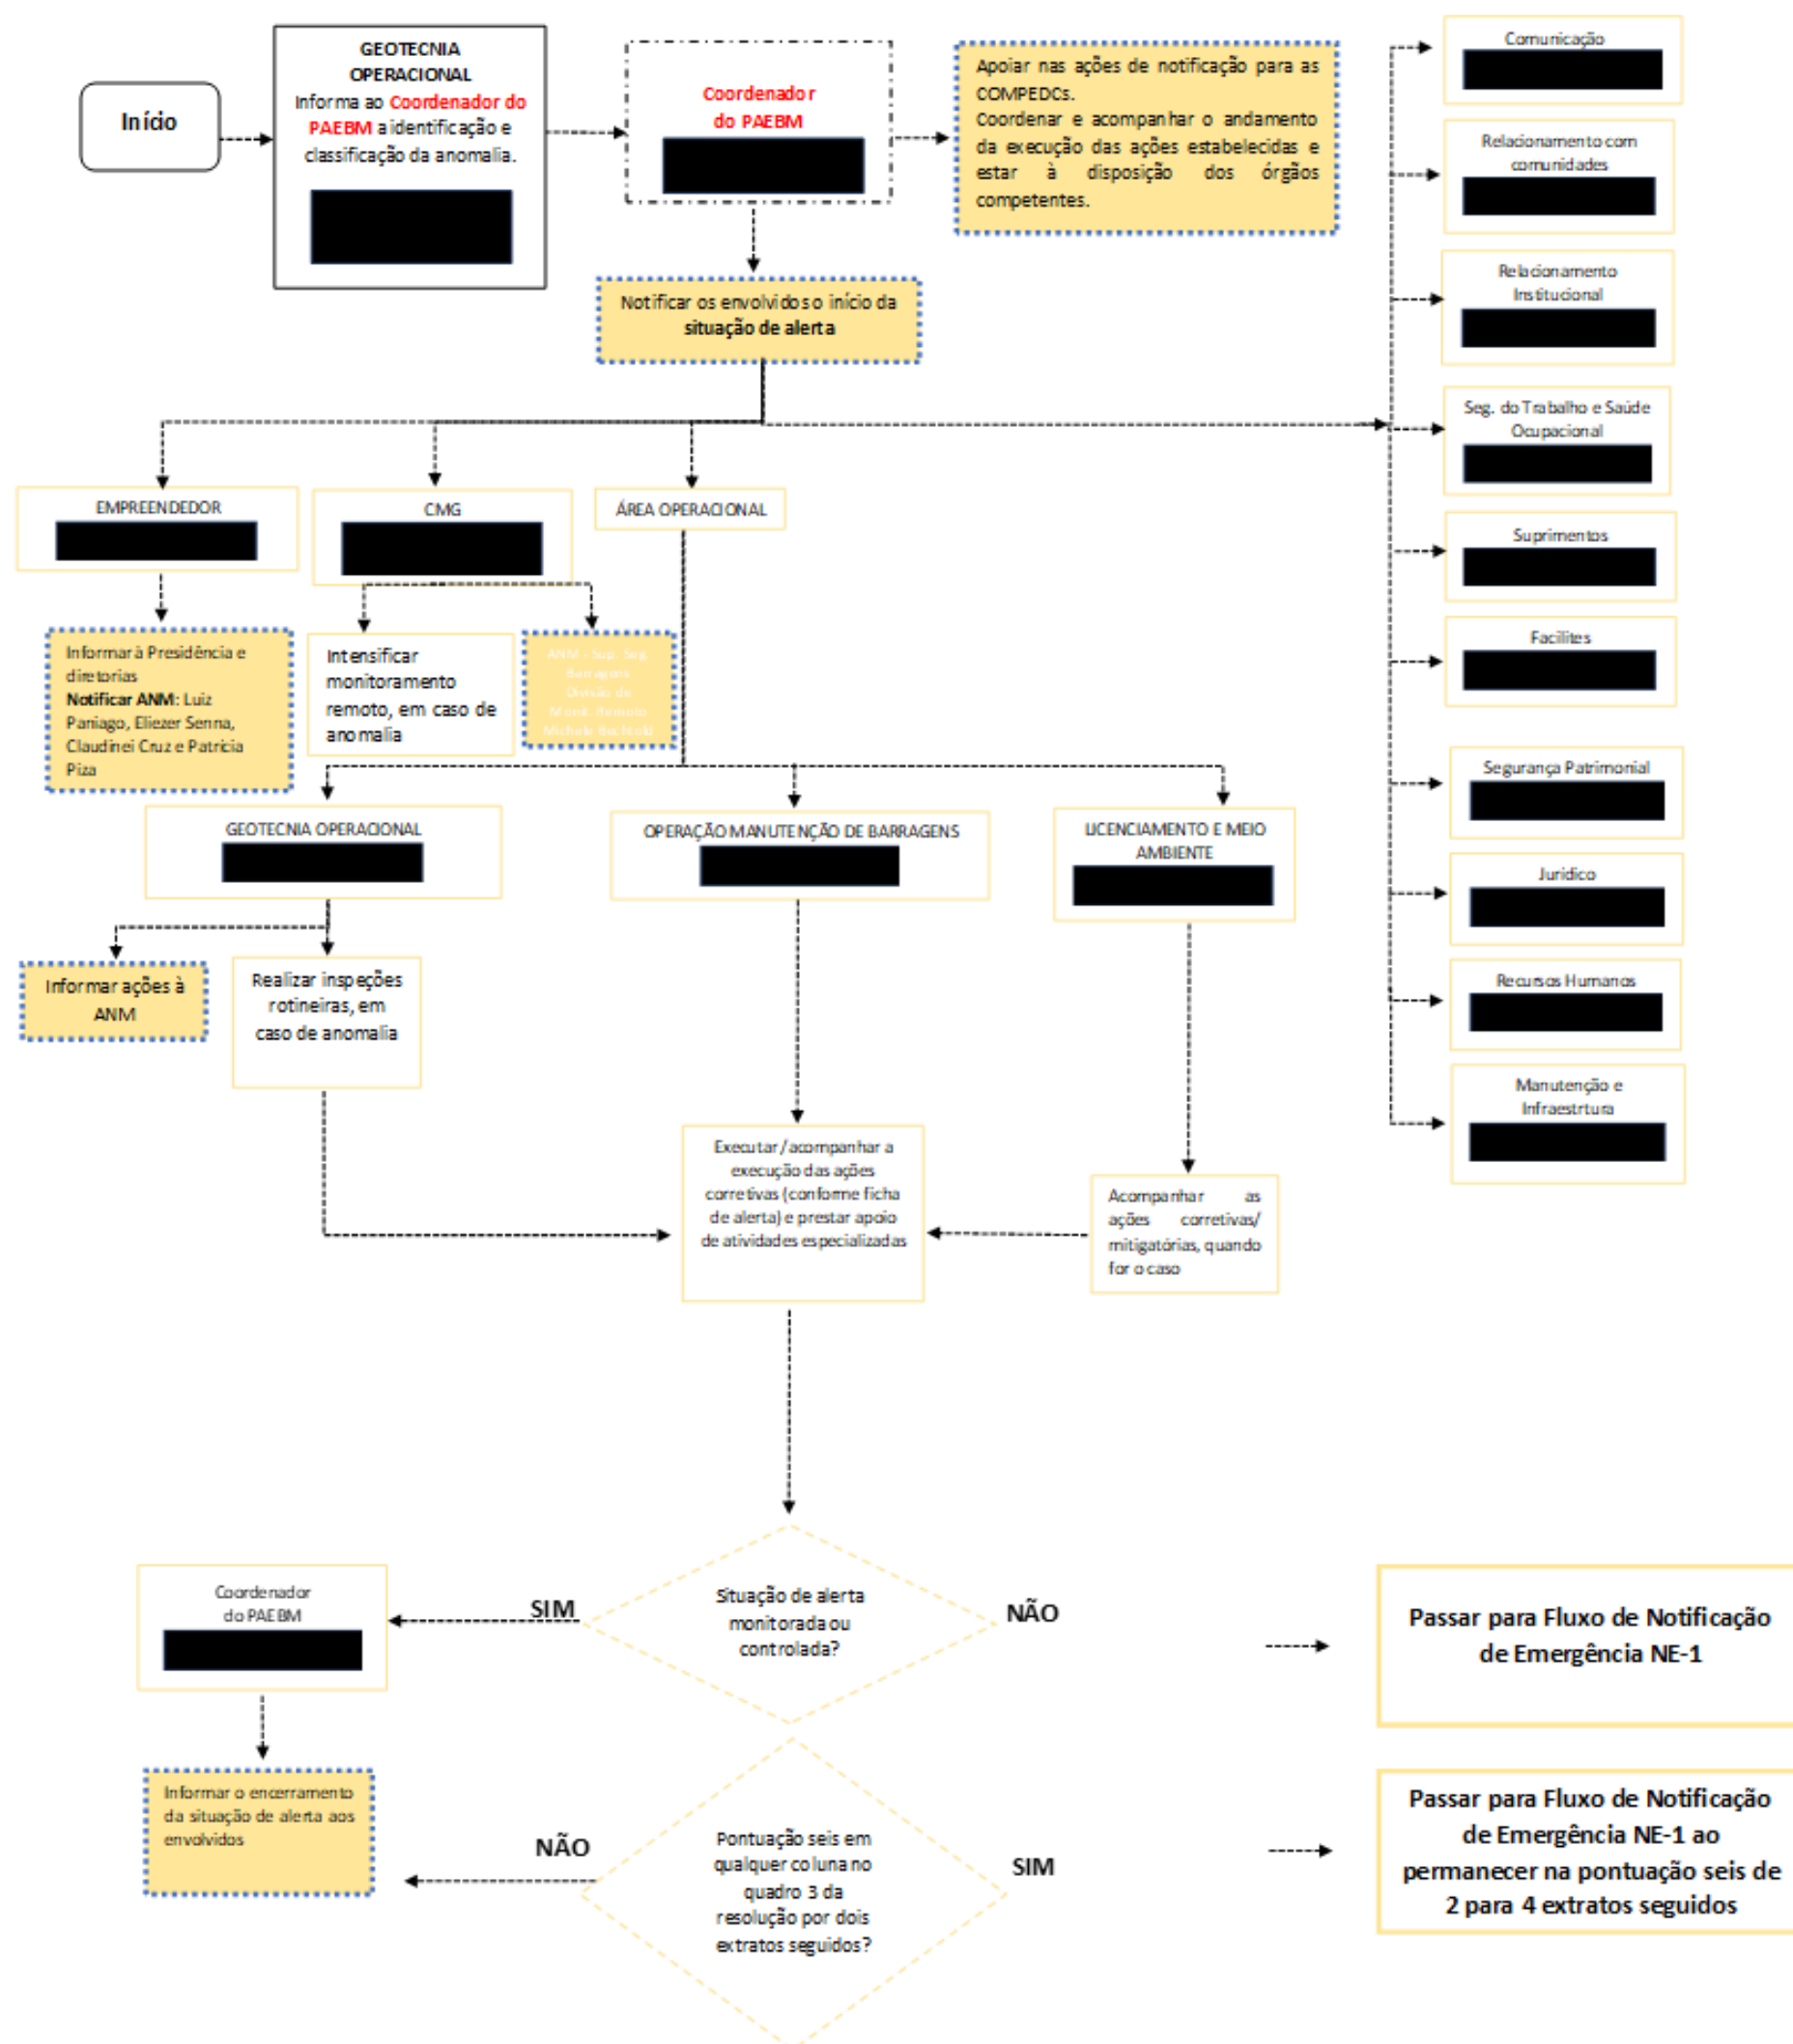 Início
GEOTECNIA
OPERACIONAL
Informa ao Coordenador do
PAEBM a identificação e
classificação da anomalia.
Coordenador
do PAEBM
Apoiar nas ações de notificação para as
COMPEDCs.
Coordenar e acompanhar o andamento
da execução das ações estabelecidas e
estar à disposição dos órgãos
competentes.
Notificar os envolvidos o início da
situação de alerta
Comunicação
Relacionamento com
comunidades
Relacionamento
Institucional
Seg. do Trabalho e Saúde
Ocupacional
Suprimentos
Facilites
Segurança Patrimonial
Jurídico
Recursos Humanos
Manutenção e
Infraestrtura
EMPREENDEDOR
CMG
ÁREA OPERACIONAL
Informar à Presidência e
diretorias
Notificar ANM: Luiz
Paniago, Eliezer Senna,
Claudinei Cruz e Patrícia
Piza
Intensificar
monitoramento
remoto, em caso de
anomalia
ANM - Sup. Seg.
Barragens
Divisão de
Monit. Remoto
Michele Bechtold
GEOTECNIA OPERACIONAL
OPERAÇÃO MANUTENÇÃO DE BARRAGENS
LICENCIAMENTO E MEIO
AMBIENTE
Informar ações à
ANM
Realizar inspeções
rotineiras, em
caso de anomalia
Executar/acompanhar a
execução das ações
corretivas (conforme ficha
de alerta) e prestar apoio
de atividades especializadas
Acompanhar as
ações corretivas/
mitigatórias, quando
for o caso
Situação de alerta
monitorada ou
controlada?
SIM
NÃO
Coordenador
do PAEBM
Passar para Fluxo de Notificação
de Emergência NE-1
Informar o encerramento
da situação de alerta aos
envolvidos
NÃO
Pontuação seis em
qualquer coluna no
quadro 3 da
resolução por dois
extratos seguidos?
SIM
Passar para Fluxo de Notificação
de Emergência NE-1 ao
permanecer na pontuação seis de
2 para 4 extratos seguidos